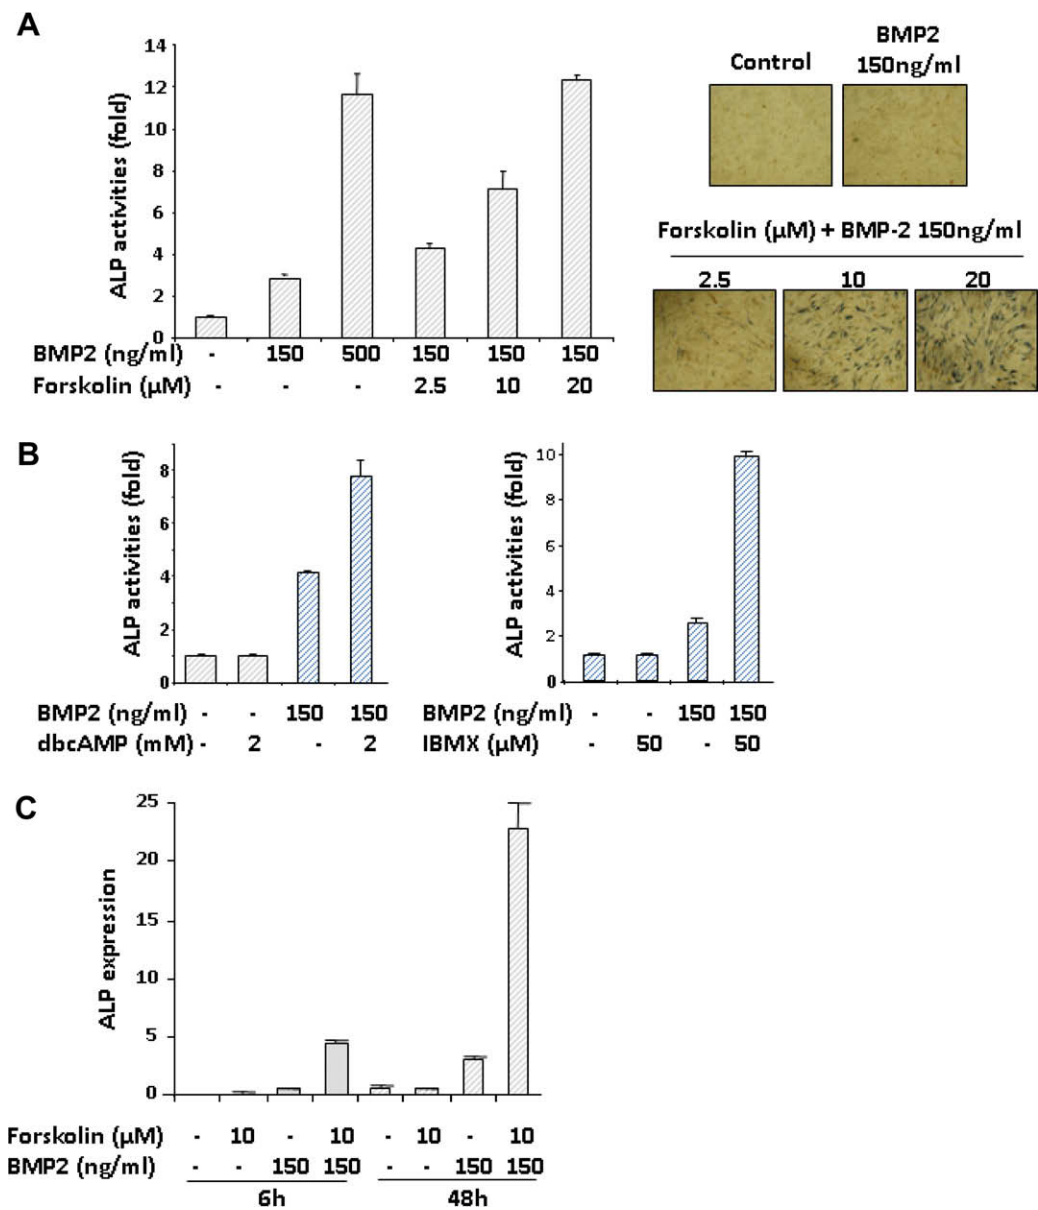 A
ALP activities (fold)
14
12
10
8
6
4
2
0
BMP2 (ng/ml) - 150 500 150 150 150
Forskolin (µM) - - - 2.5 10 20
Control
BMP2
150ng/ml
Forskolin (µM) + BMP-2 150ng/ml
2.5 10 20
B
ALP activities (fold)
8
6
4
2
0
BMP2 (ng/ml) - - 150 150
dbcAMP (mM) - 2 - 2
ALP activities (fold)
10
8
6
4
2
0
BMP2 (ng/ml) - - 150 150
IBMX (µM) - 50 - 50
C
ALP expression
25
20
15
10
5
0
Forskolin (µM) - 10 - 10 - 10 - 10
BMP2 (ng/ml) - - 150 150 - - 150 150
6h 48h